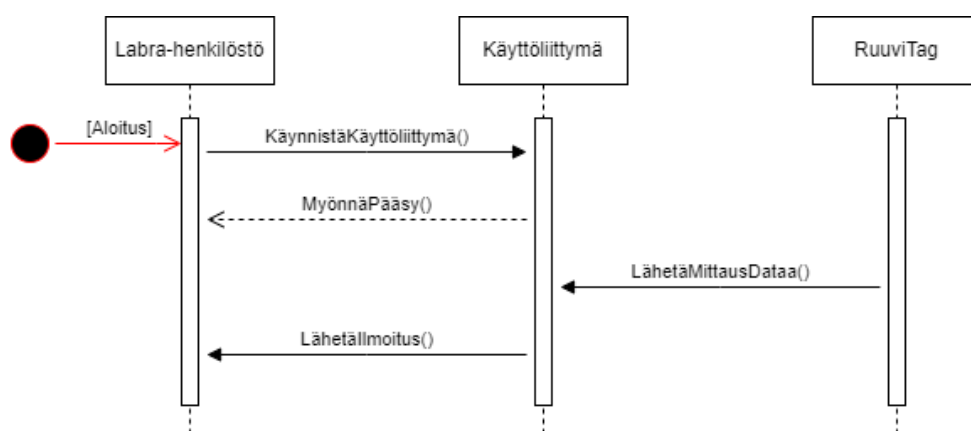 Labra-henkilöstö
Käyttöliittymä
RuuviTag
[Aloitus]
KäynnistäKäyttöliittymä()
MyönnäPääsy()
LähetäMittausDataa()
LähetäIlmoitus()